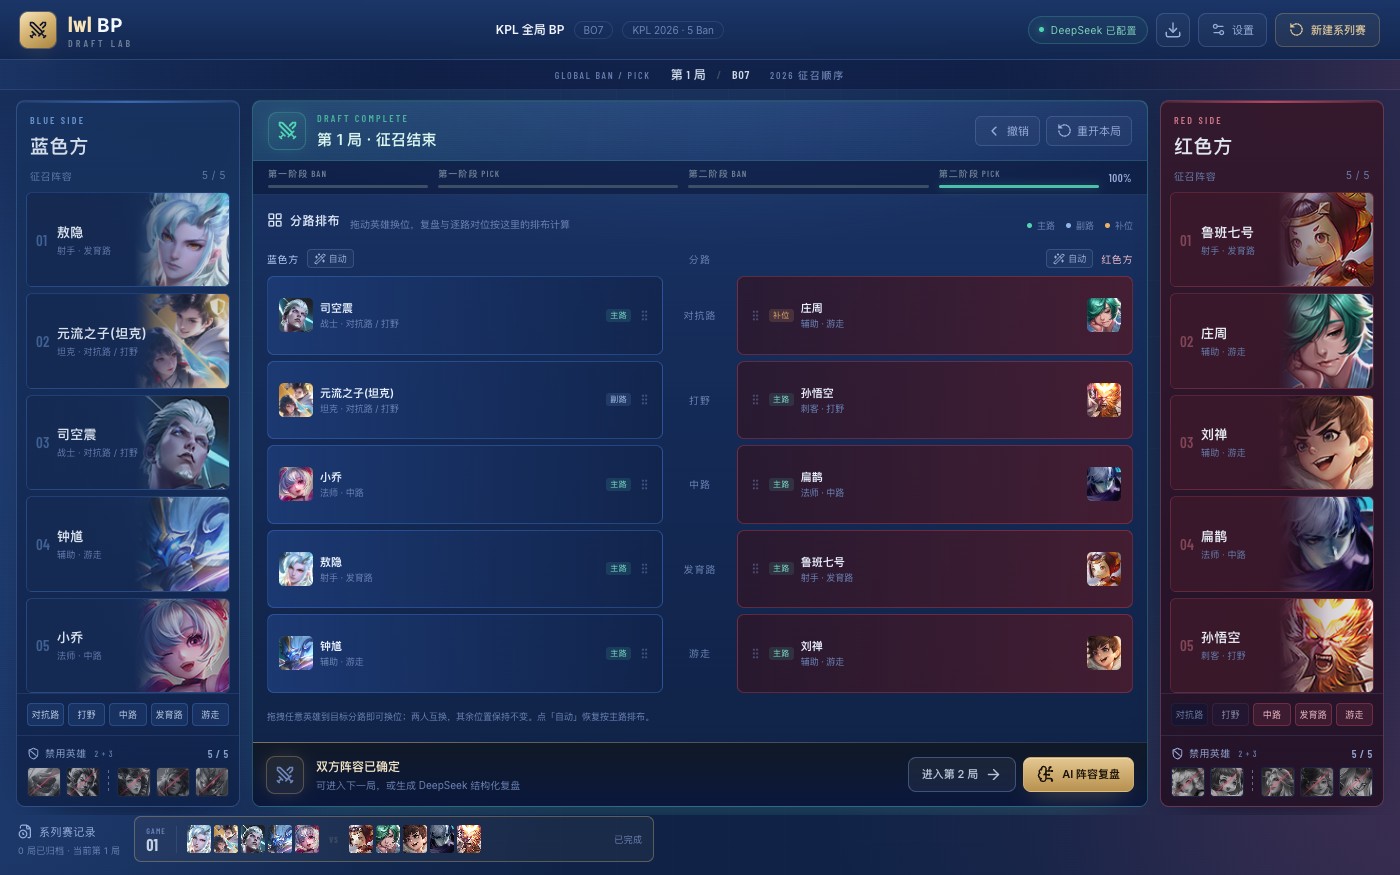 lwl BP
DRAFT LAB
KPL 全局 BP
BO7
KPL 2026 · 5 Ban
DeepSeek 已配置
设置
新建系列赛
GLOBAL BAN / PICK
第 1 局 / BO7
2026 征召顺序
BLUE SIDE
蓝色方
征召阵容 5 / 5
01 敖隐
射手 · 发育路
02 元流之子(坦克)
坦克 · 对抗路 / 打野
03 司空震
战士 · 对抗路 / 打野
04 钟馗
辅助 · 游走
05 小乔
法师 · 中路
对抗路 打野 中路 发育路 游走
禁用英雄 2 + 3 5 / 5
DRAFT COMPLETE
第 1 局 · 征召结束
撤销
重开本局
第一阶段 BAN
第一阶段 PICK
第二阶段 BAN
第二阶段 PICK
100%
分路排布 拖动英雄换位，复盘与逐路对位按这里的排布计算
主路 副路 补位
蓝色方 自动 分路 自动 红色方
司空震
战士 · 对抗路 / 打野
主路
对抗路
补位
庄周
辅助 · 游走
元流之子(坦克)
坦克 · 对抗路 / 打野
副路
打野
主路
孙悟空
刺客 · 打野
小乔
法师 · 中路
主路
中路
主路
扁鹊
法师 · 中路
敖隐
射手 · 发育路
主路
发育路
主路
鲁班七号
射手 · 发育路
钟馗
辅助 · 游走
主路
游走
主路
刘禅
辅助 · 游走
拖拽任意英雄到目标分路即可换位；两人互换，其余位置保持不变。点「自动」恢复按主路排布。
双方阵容已确定
可进入下一局，或生成 DeepSeek 结构化复盘
进入第 2 局
AI 阵容复盘
RED SIDE
红色方
征召阵容 5 / 5
01 鲁班七号
射手 · 发育路
02 庄周
辅助 · 游走
03 刘禅
辅助 · 游走
04 扁鹊
法师 · 中路
05 孙悟空
刺客 · 打野
对抗路 打野 中路 发育路 游走
禁用英雄 2 + 3 5 / 5
系列赛记录
0 局已归档 · 当前第 1 局
GAME
01
VS
已完成